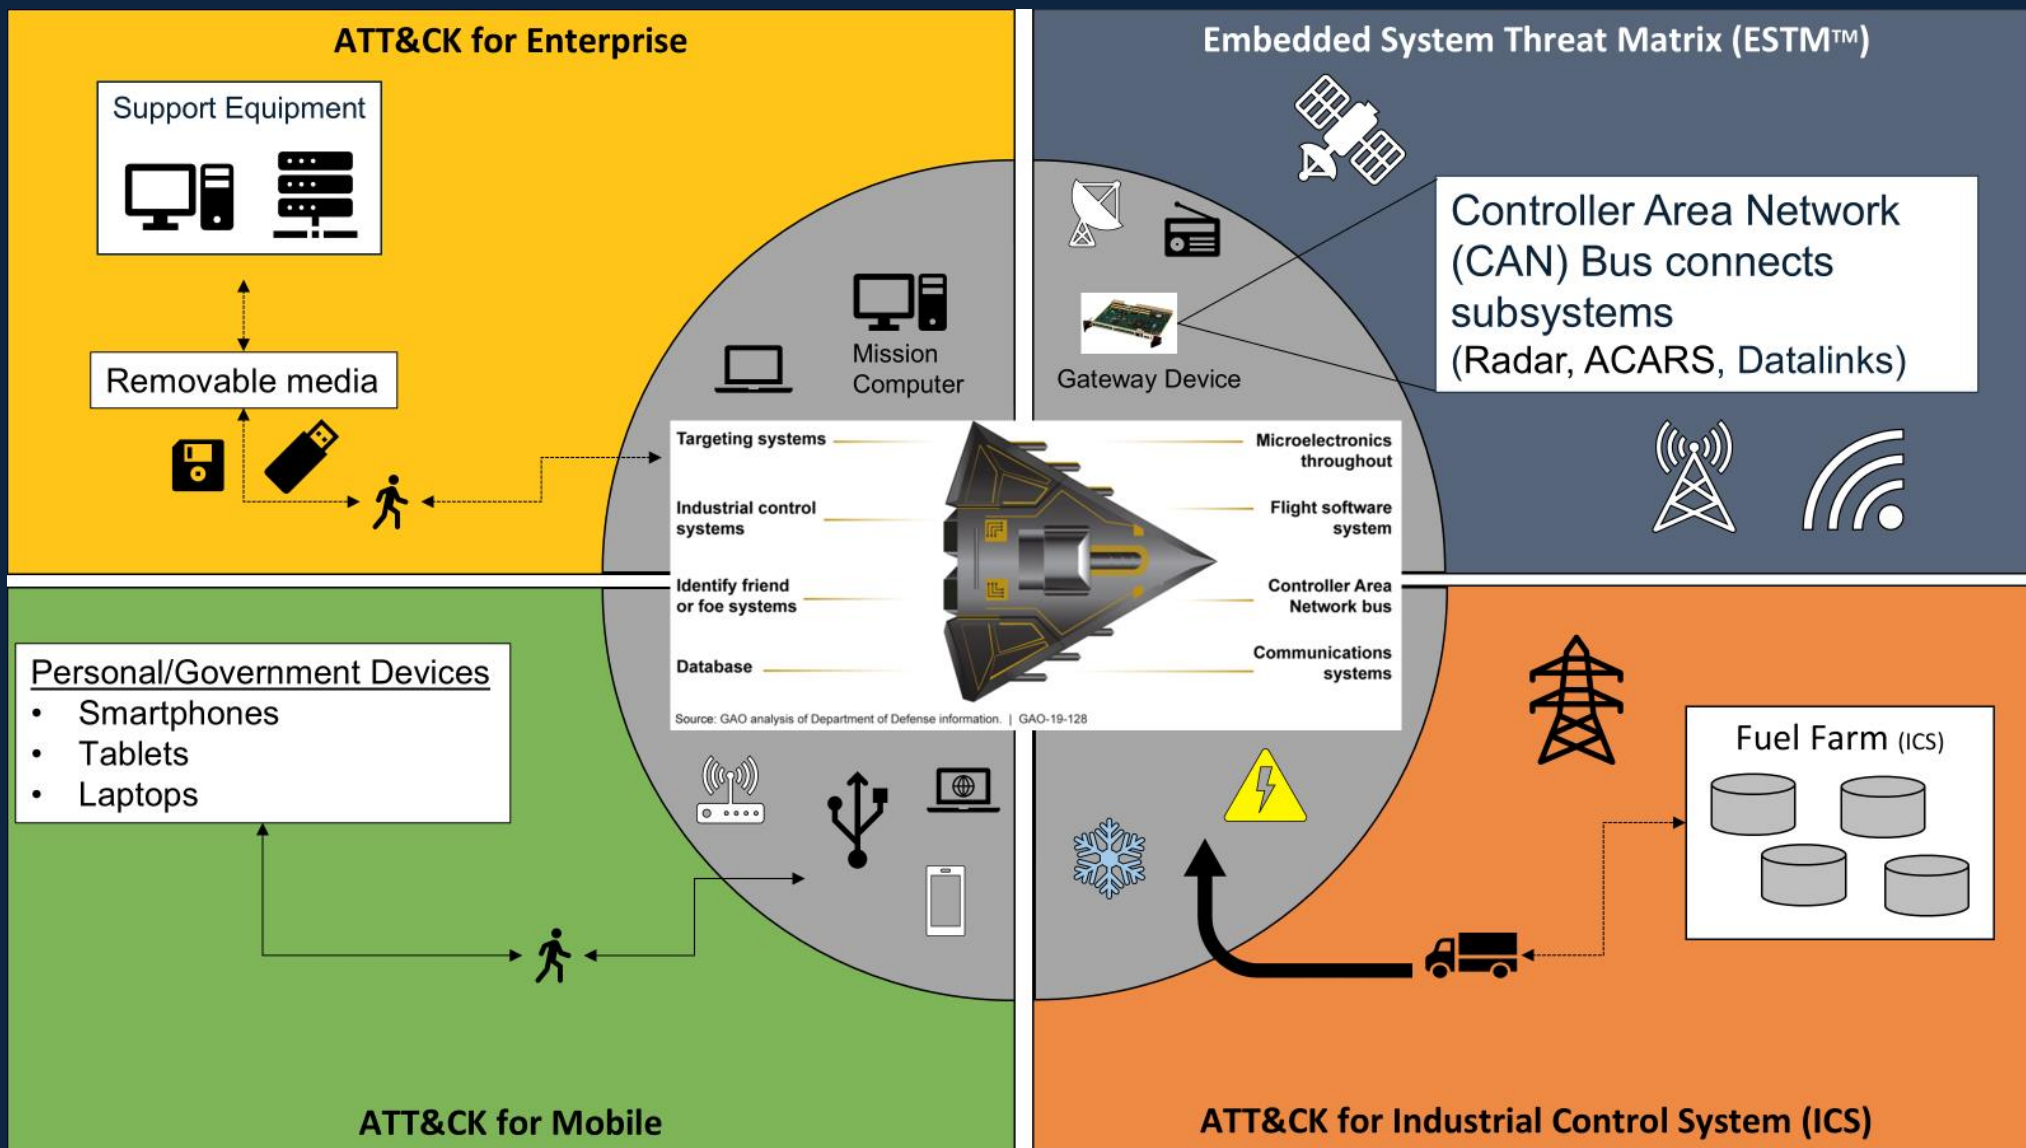 ATT&CK for Enterprise
Support Equipment
Removable media
Mission
Computer
Embedded System Threat Matrix (ESTM™)
Controller Area Network
(CAN) Bus connects
subsystems
(Radar, ACARS, Datalinks)
Gateway Device
Targeting systems
Industrial control
systems
Identify friend
or foe systems
Database
Microelectronics
throughout
Flight software
system
Controller Area
Network bus
Communications
systems
Source: GAO analysis of Department of Defense information. | GAO-19-128
Personal/Government Devices
• Smartphones
• Tablets
• Laptops
ATT&CK for Mobile
Fuel Farm (ICS)
ATT&CK for Industrial Control System (ICS)